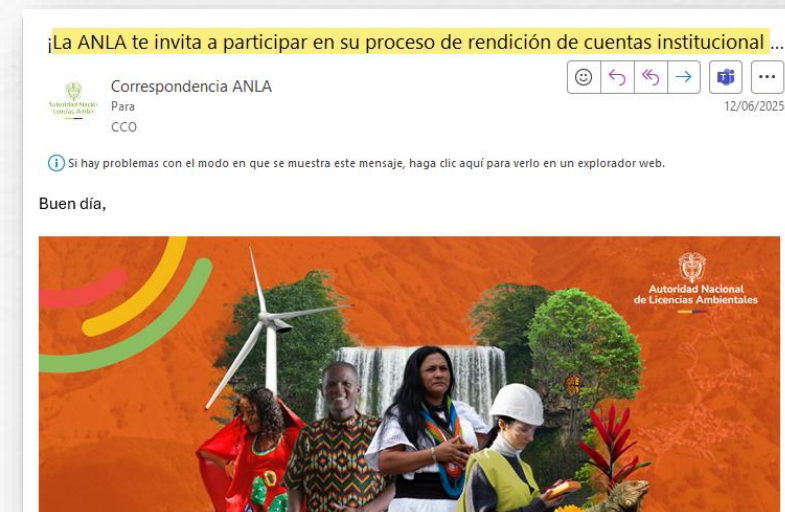 ¡La ANLA te invita a participar en su proceso de rendición de cuentas institucional ...
Correspondencia ANLA
Para
CCO
12/06/2025
Si hay problemas con el modo en que se muestra este mensaje, haga clic aquí para verlo en un explorador web.
Buen día,
Autoridad Nacional
de Licencias Ambientales